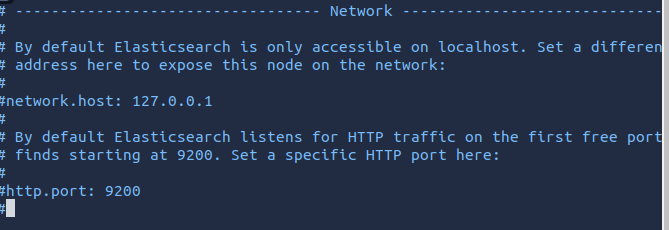 # ---------------------------------- Network -----------------------------
#
# By default Elasticsearch is only accessible on localhost. Set a differen
# address here to expose this node on the network:
#
#network.host: 127.0.0.1
#
# By default Elasticsearch listens for HTTP traffic on the first free port
# finds starting at 9200. Set a specific HTTP port here:
#
#http.port: 9200
#